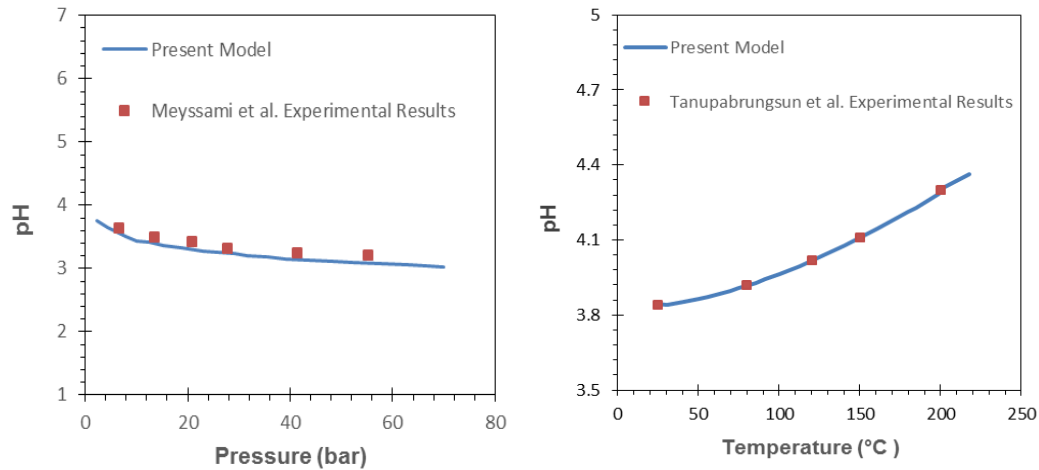 7
6
5
4
3
2
1
pH
Present Model
Meyssami et al. Experimental Results
0 20 40 60 80
Pressure (bar)
5
4.7
4.4
4.1
3.8
3.5
pH
Present Model
Tanupabrungsun et al. Experimental Results
0 50 100 150 200 250
Temperature (°C )